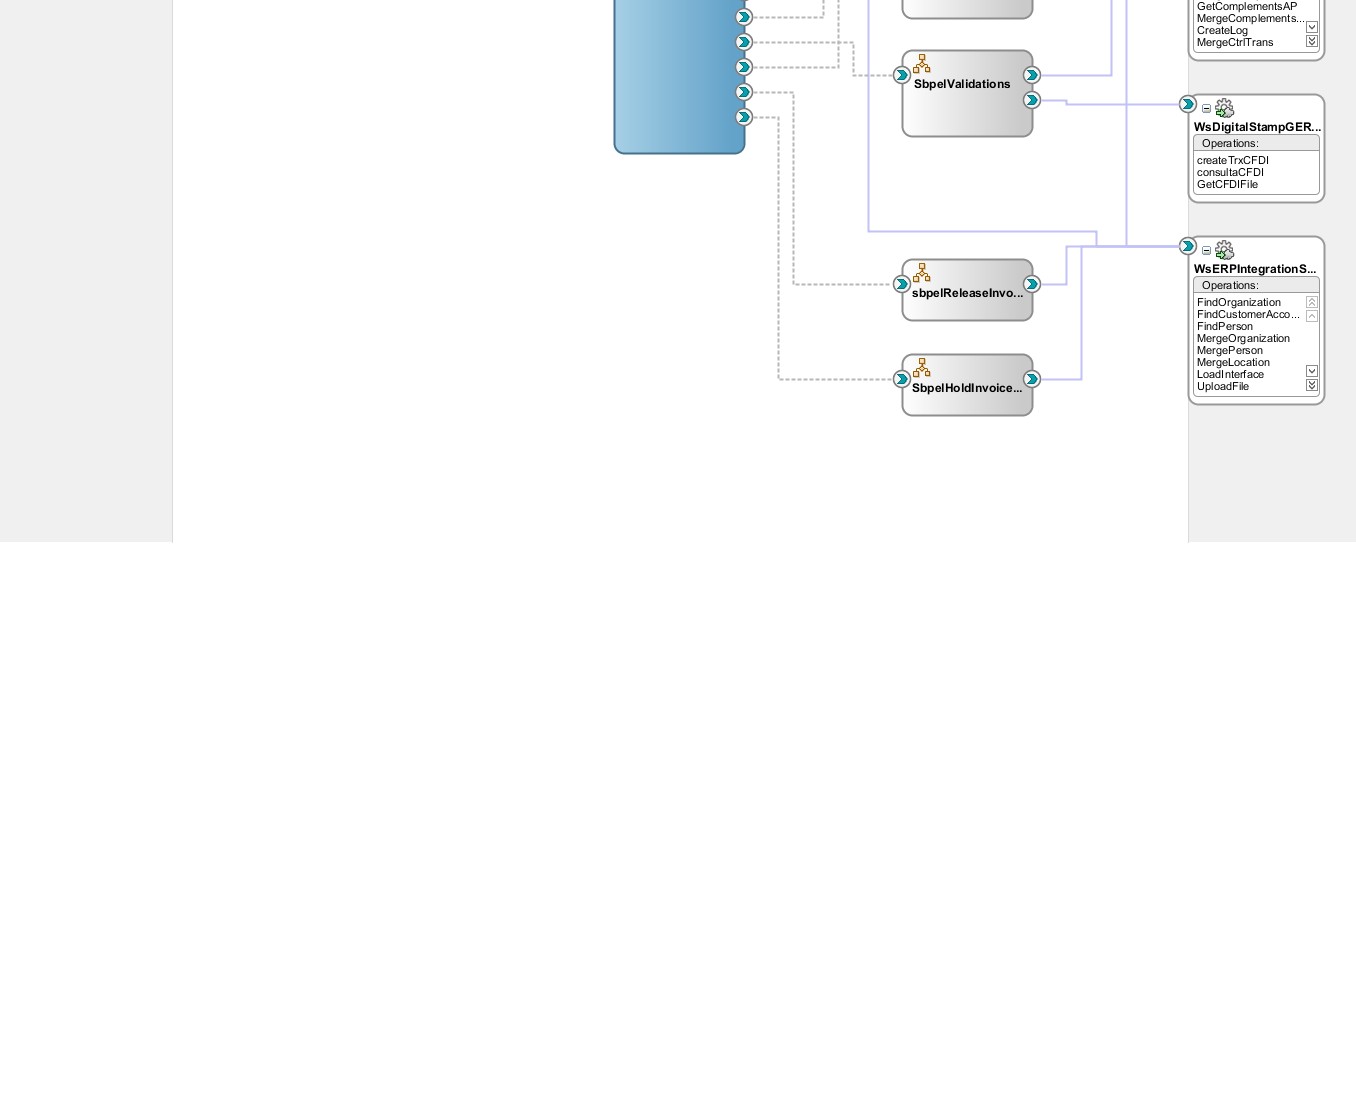 GetComplementsAP
MergeComplements...
CreateLog
MergeCtrlTrans
SbpelValidations
WsDigitalStampGER...
Operations:
createTrxCFDI
consultaCFDI
GetCFDIFile
sbpelReleaseInvo...
WsERPIntegrationS...
Operations:
FindOrganization
FindCustomerAcco...
FindPerson
MergeOrganization
MergePerson
MergeLocation
LoadInterface
UploadFile
SbpelHoldInvoice...